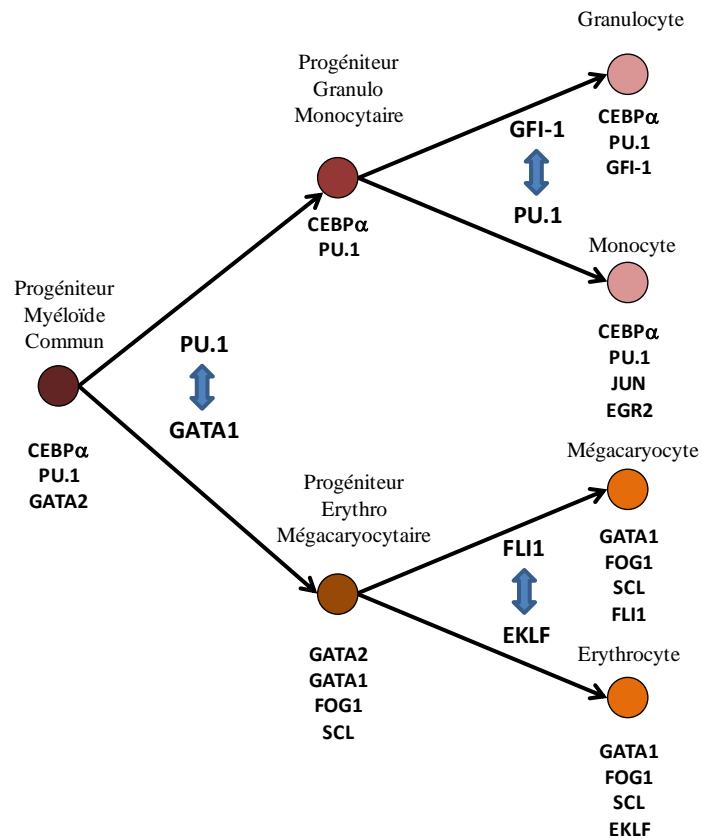 Granulocyte
CEBPα
PU.1
GFI-1
Progéniteur
Granulo
Monocytaire
CEBPα
PU.1
GFI-1
PU.1
Monocyte
CEBPα
PU.1
JUN
EGR2
Progéniteur
Myéloïde
Commun
CEBPα
PU.1
GATA2
PU.1
GATA1
Progéniteur
Erythro
Mégacaryocytaire
GATA2
GATA1
FOG1
SCL
FLI1
EKLF
Mégacaryocyte
GATA1
FOG1
SCL
FLI1
Erythrocyte
GATA1
FOG1
SCL
EKLF